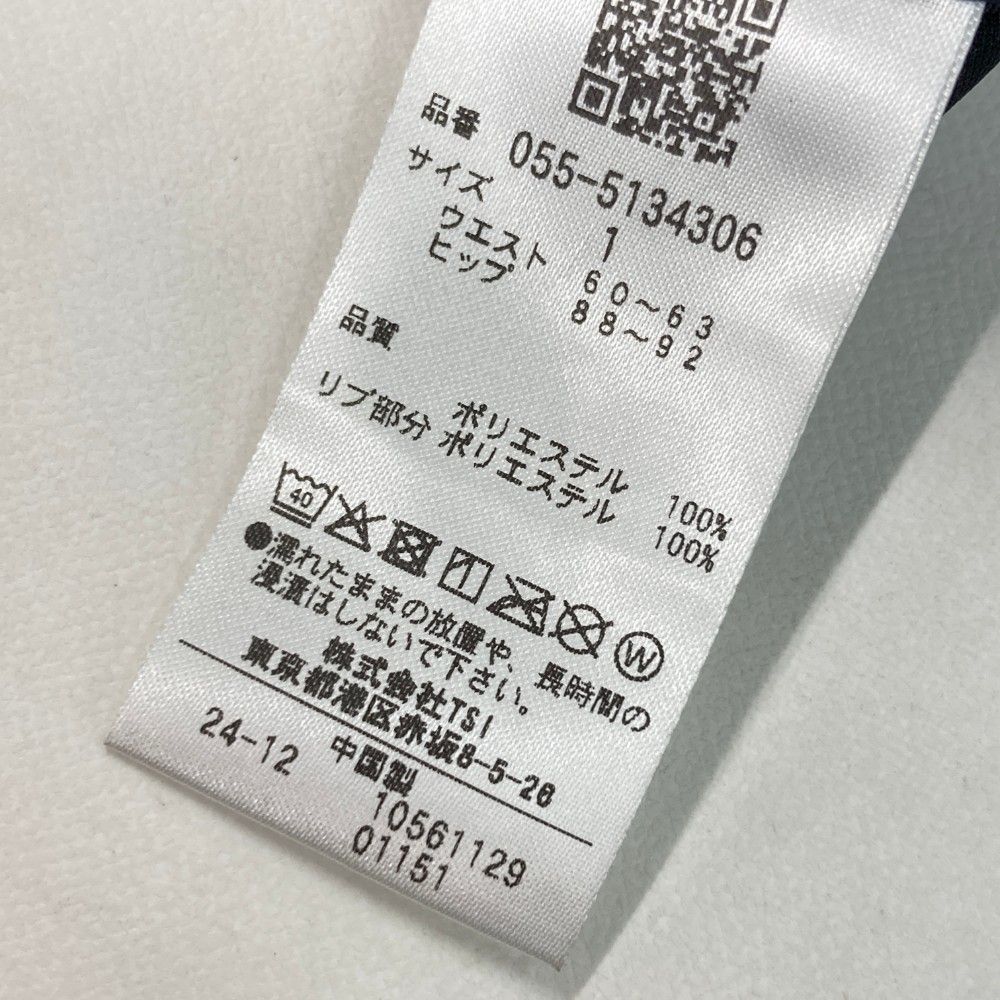 品番 055-5134306
サイズ 1
ウエスト 60～63
ヒップ 88～92
品質
ポリエステル 100%
リブ部分 ポリエステル 100%
40
W
●濡れたままの放置や、長時間の
浸漬はしないで下さい。
株式会社TSI
東京都港区赤坂8-5-26
24-12 中国製
10561129
01151